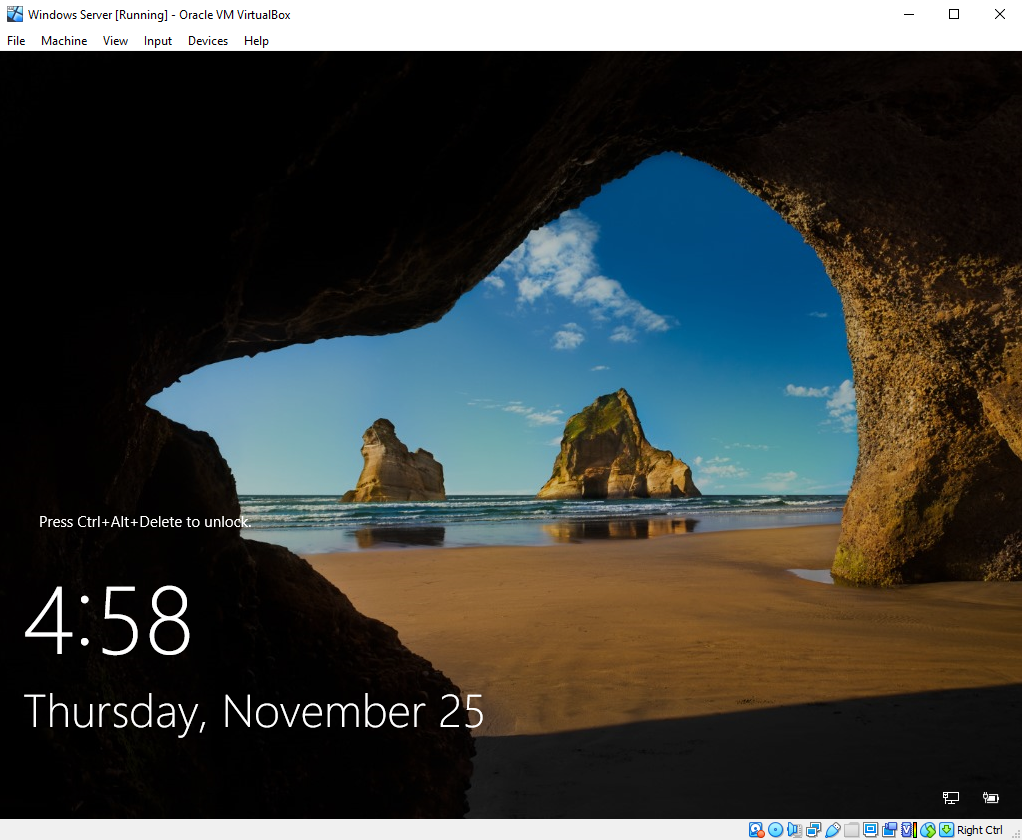 Windows Server [Running] - Oracle VM VirtualBox
File Machine View Input Devices Help
Press Ctrl+Alt+Delete to unlock.
4:58
Thursday, November 25
Right Ctrl